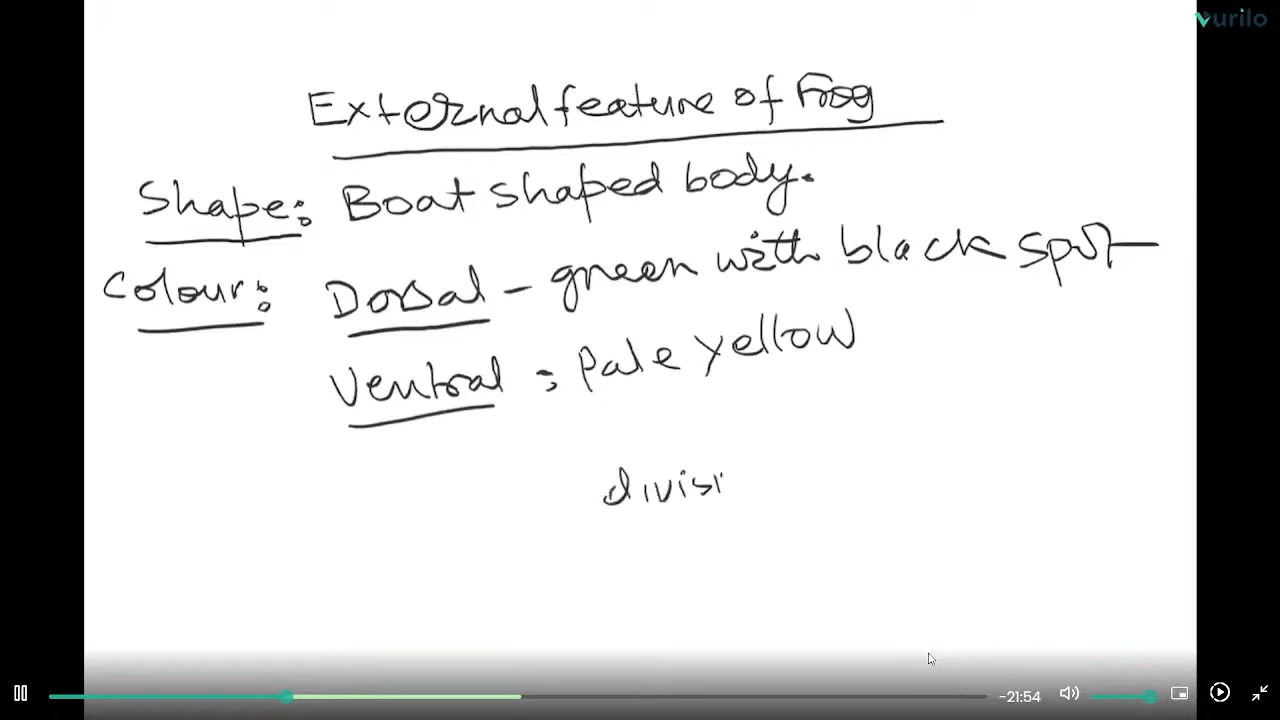 vurilo
External feature of Frog
Shape: Boat shaped body.
Colour: Dorsal - green with black spot
Ventral : Pale yellow
divisi
-21:54